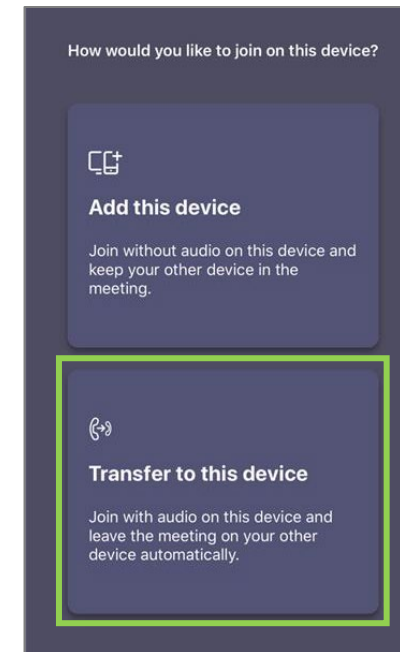 How would you like to join on this device?
Add this device
Join without audio on this device and
keep your other device in the
meeting.
Transfer to this device
Join with audio on this device and
leave the meeting on your other
device automatically.